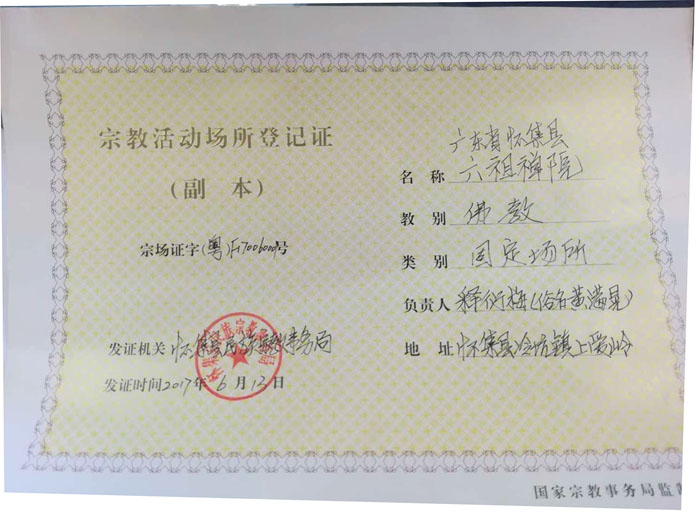 宗教活动场所登记证
(副 本)
宗场证字(粤)F17006000号
发证机关 怀集县民族宗教事务局
发证时间 2017年6月12日
广东省怀集县
名 称 六祖禅院
教 别 佛教
类 别 固定场所
负责人 释衍梅(俗名黄满晃)
地 址 怀集县冷坑镇上爱岭
国家宗教事务局监制